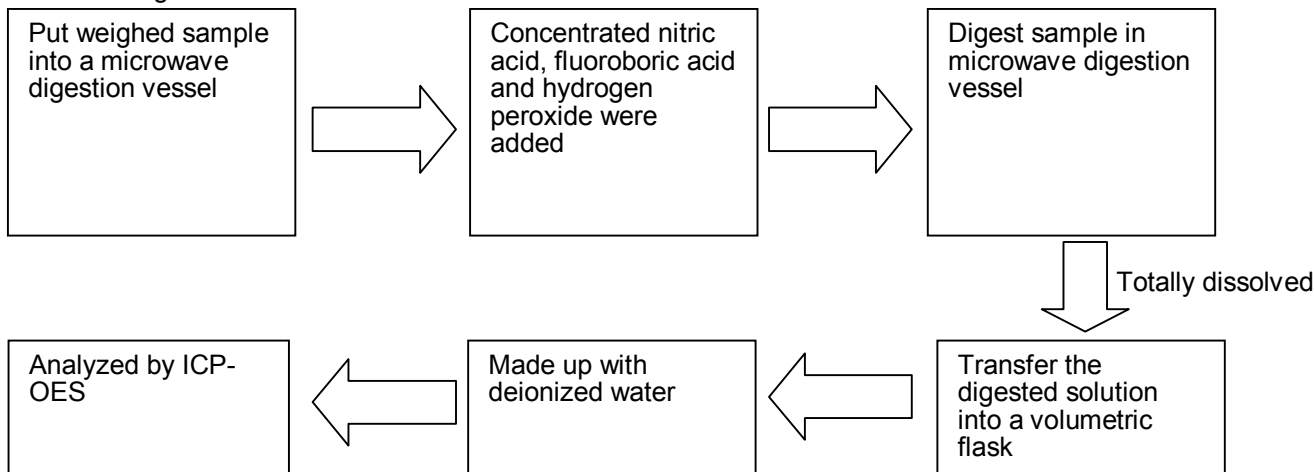 Put weighed sample
into a microwave
digestion vessel
Concentrated nitric
acid, fluoroboric acid
and hydrogen
peroxide were
added
Digest sample in
microwave digestion
vessel
Totally dissolved
Transfer the
digested solution
into a volumetric
flask
Made up with
deionized water
Analyzed by ICP-
OES